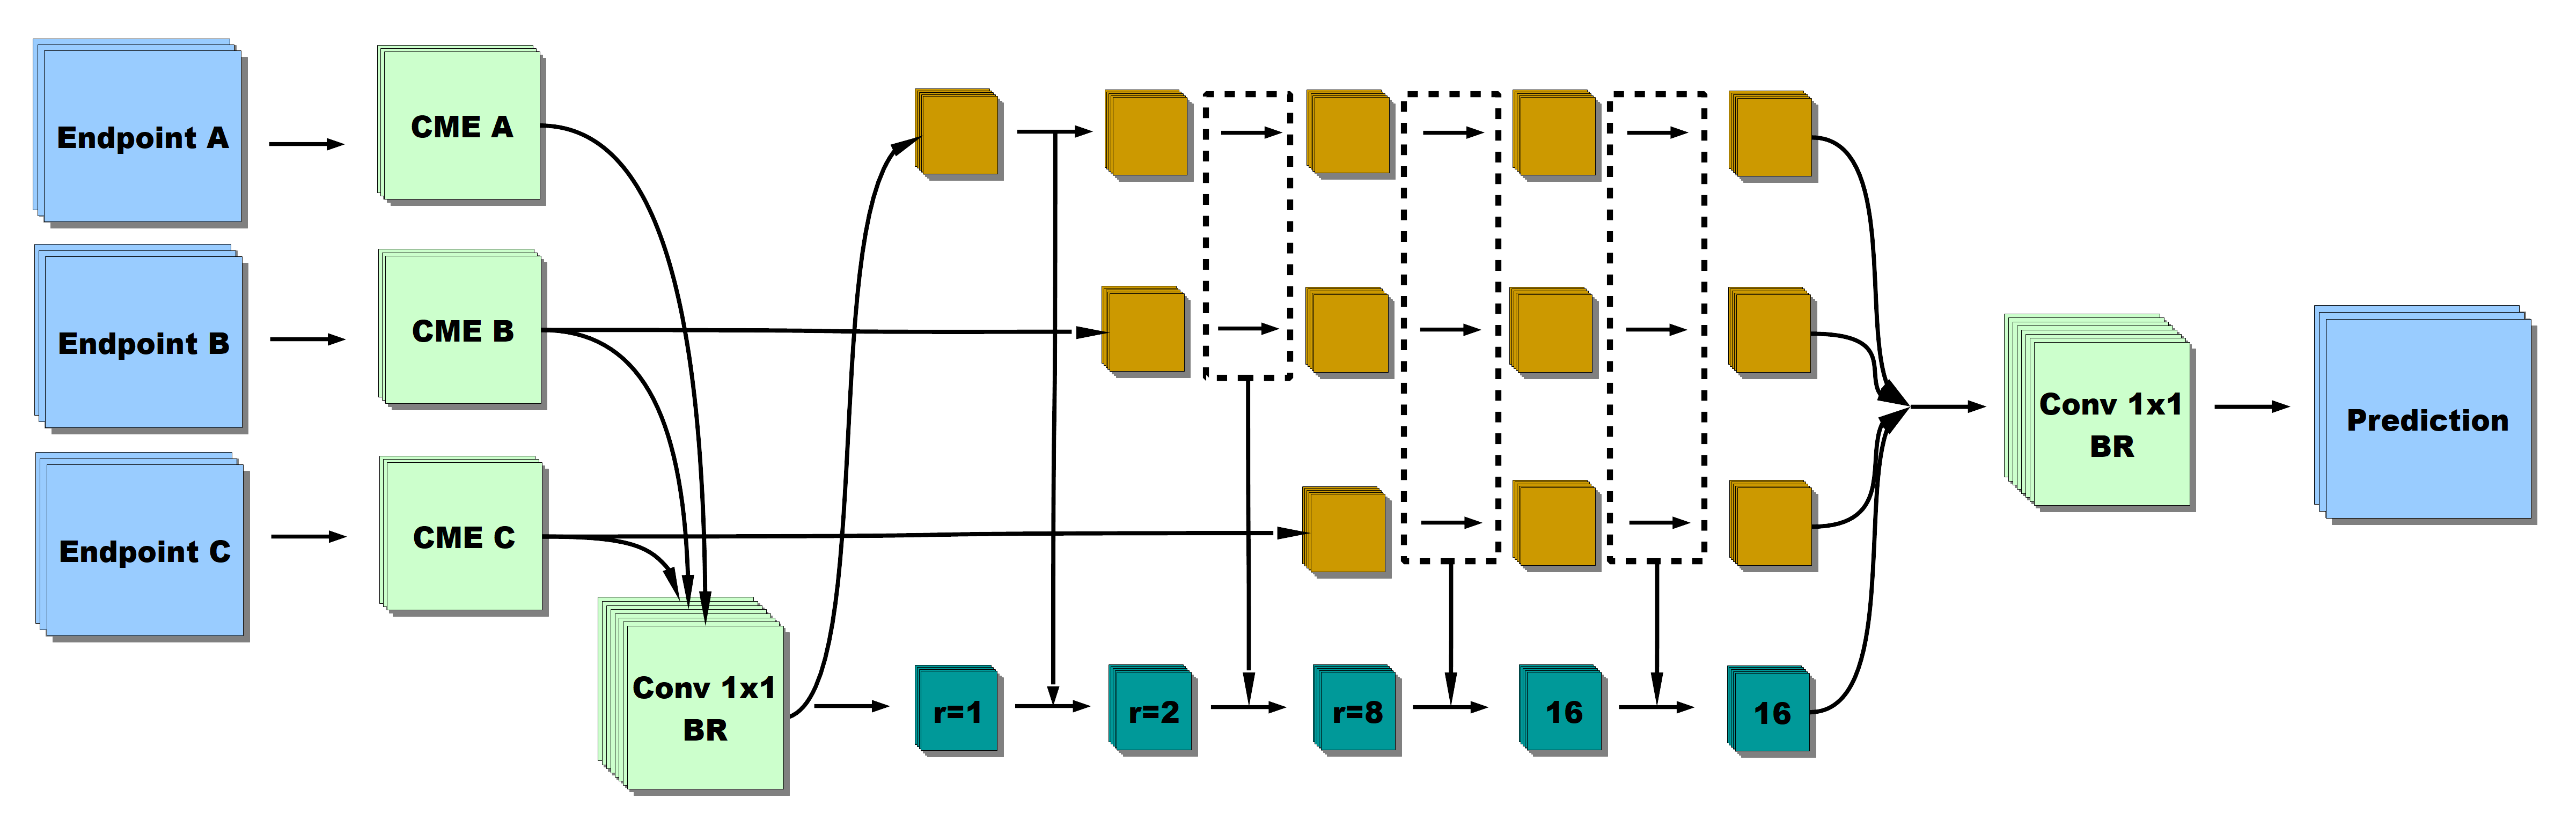 Endpoint A
CME A
Endpoint B
CME B
Endpoint C
CME C
Conv 1x1
BR
r=1
r=2
r=8
16
16
Conv 1x1
BR
Prediction